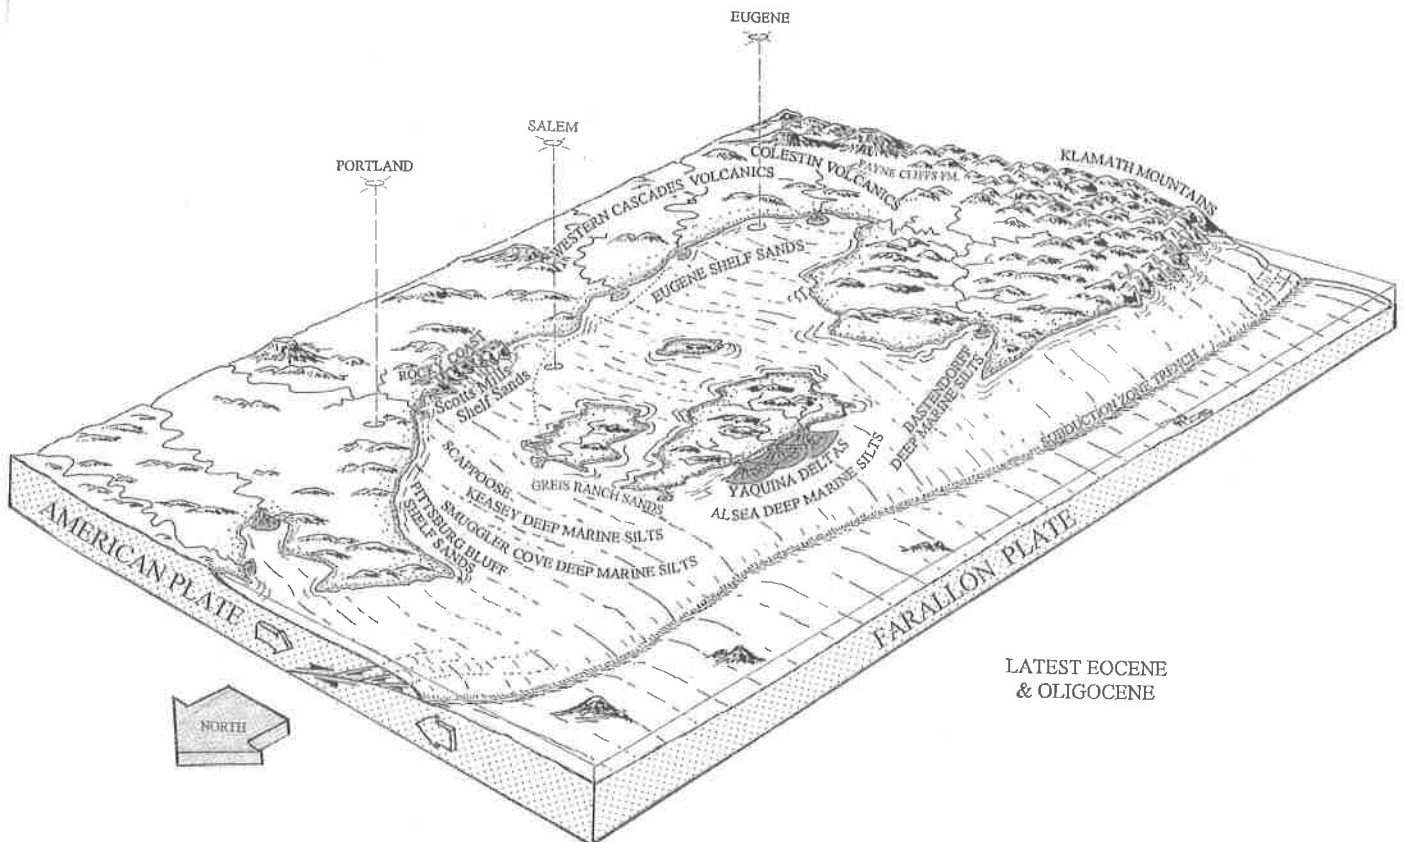 EUGENE
SALEM
PORTLAND
KLAMATH MOUNTAINS
COLESTIN VOLCANICS
PAYNE CLIFFS FM.
WESTERN CASCADES VOLCANICS
EUGENE SHELF SANDS
ROCKY COAST
Scotts Mills
Shelf Sands
BASTENDORFF
DEEP MARINE SILTS
SUBDUCTION ZONE TRENCH
YAQUINA DELTAS
ALSEA DEEP MARINE SILTS
GREIS RANCH SANDS
SCAPPOOSE
KEASEY DEEP MARINE SILTS
SMUGGLER COVE DEEP MARINE SILTS
PITTSBURG BLUFF
SHELF SANDS
AMERICAN PLATE
FARALLON PLATE
NORTH
LATEST EOCENE
& OLIGOCENE